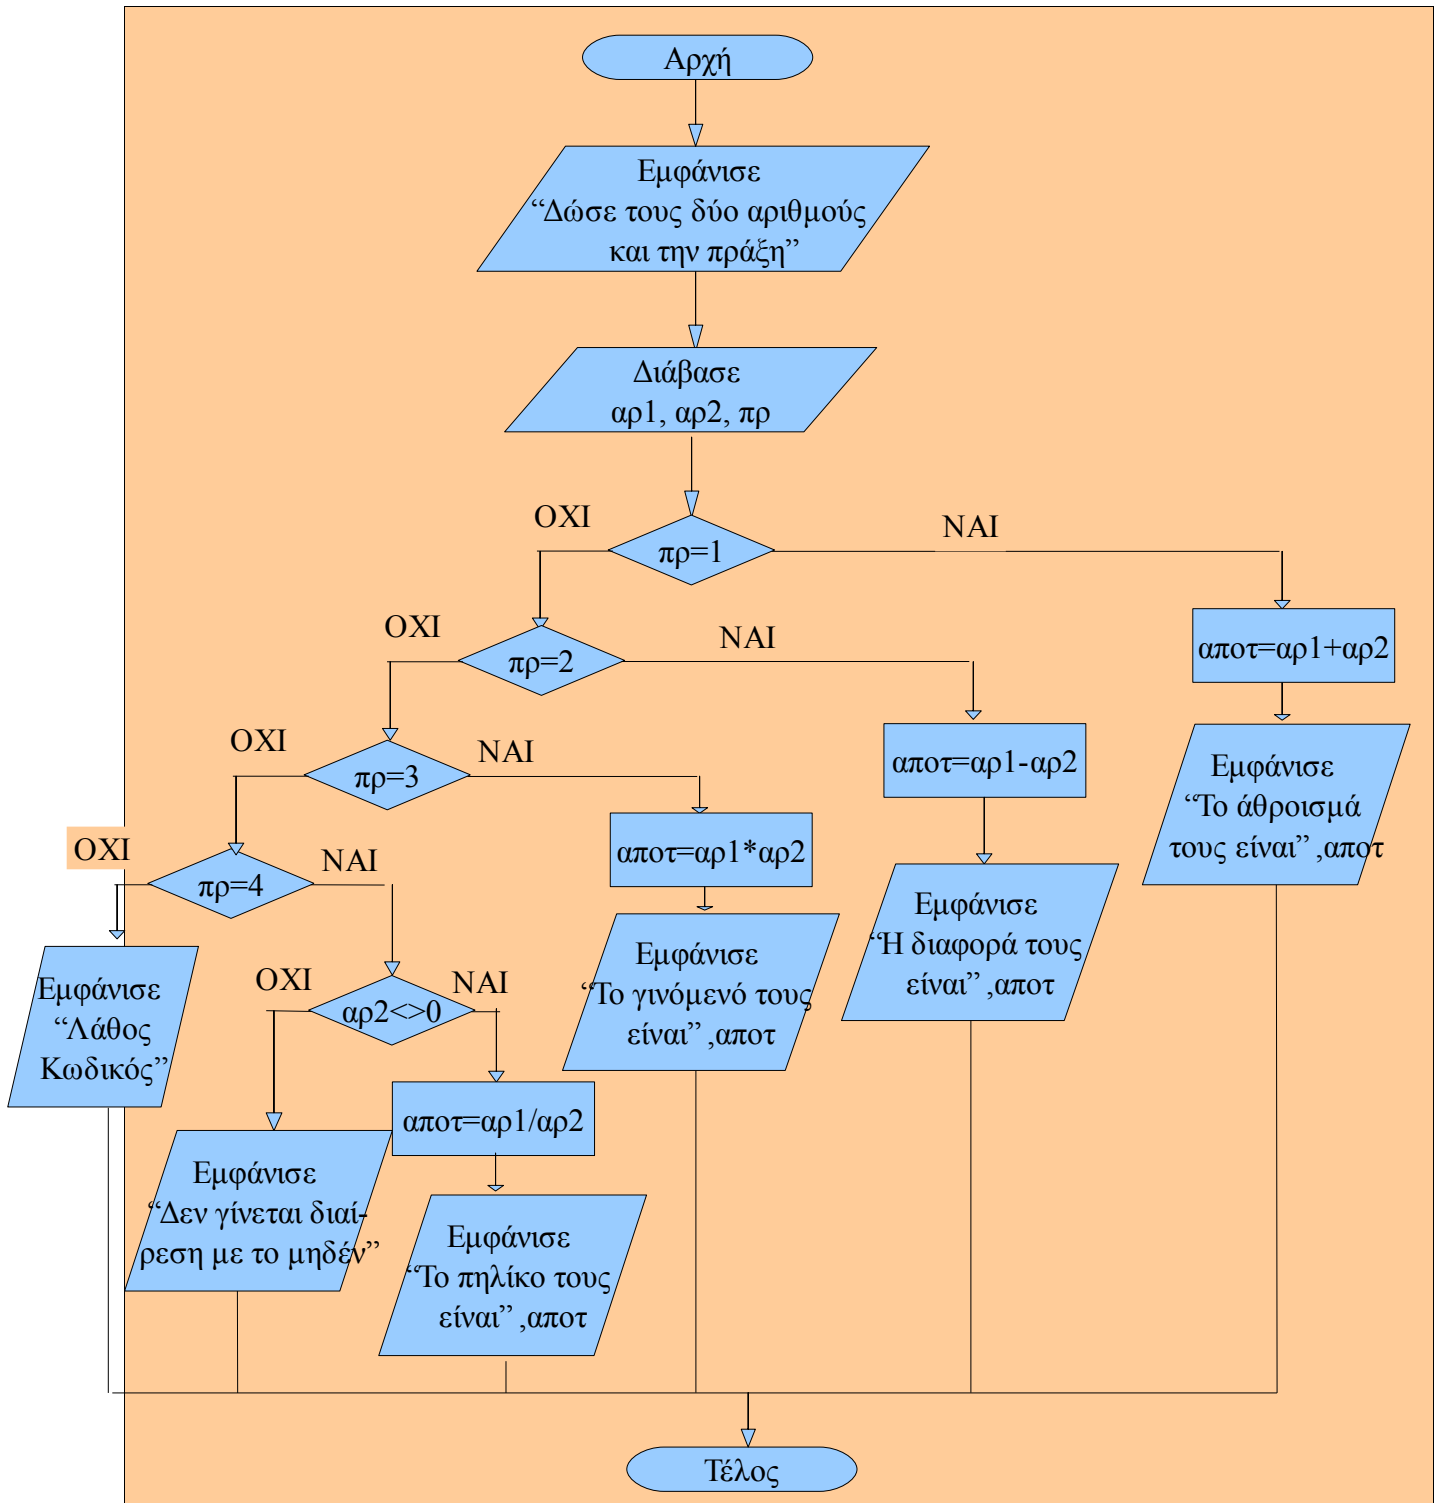 Αρχή
Εμφάνισε
“Δώσε τους δύο αριθμούς
και την πράξη”
Διάβασε
αρ1, αρ2, πρ
ΟΧΙ
ΝΑΙ
πρ=1
ΟΧΙ
ΝΑΙ
πρ=2
αποτ=αρ1+αρ2
ΟΧΙ
ΝΑΙ
πρ=3
αποτ=αρ1-αρ2
Εμφάνισε
“Το άθροισμά
τους είναι” ,αποτ
ΟΧΙ
ΝΑΙ
πρ=4
αποτ=αρ1*αρ2
Εμφάνισε
“Η διαφορά τους
είναι” ,αποτ
Εμφάνισε
“Λάθος
Κωδικός”
ΟΧΙ
ΝΑΙ
αρ2<>0
Εμφάνισε
“Το γινόμενό τους
είναι” ,αποτ
αποτ=αρ1/αρ2
Εμφάνισε
“Δεν γίνεται διαί-
ρεση με το μηδέν”
Εμφάνισε
“Το πηλίκο τους
είναι” ,αποτ
Τέλος